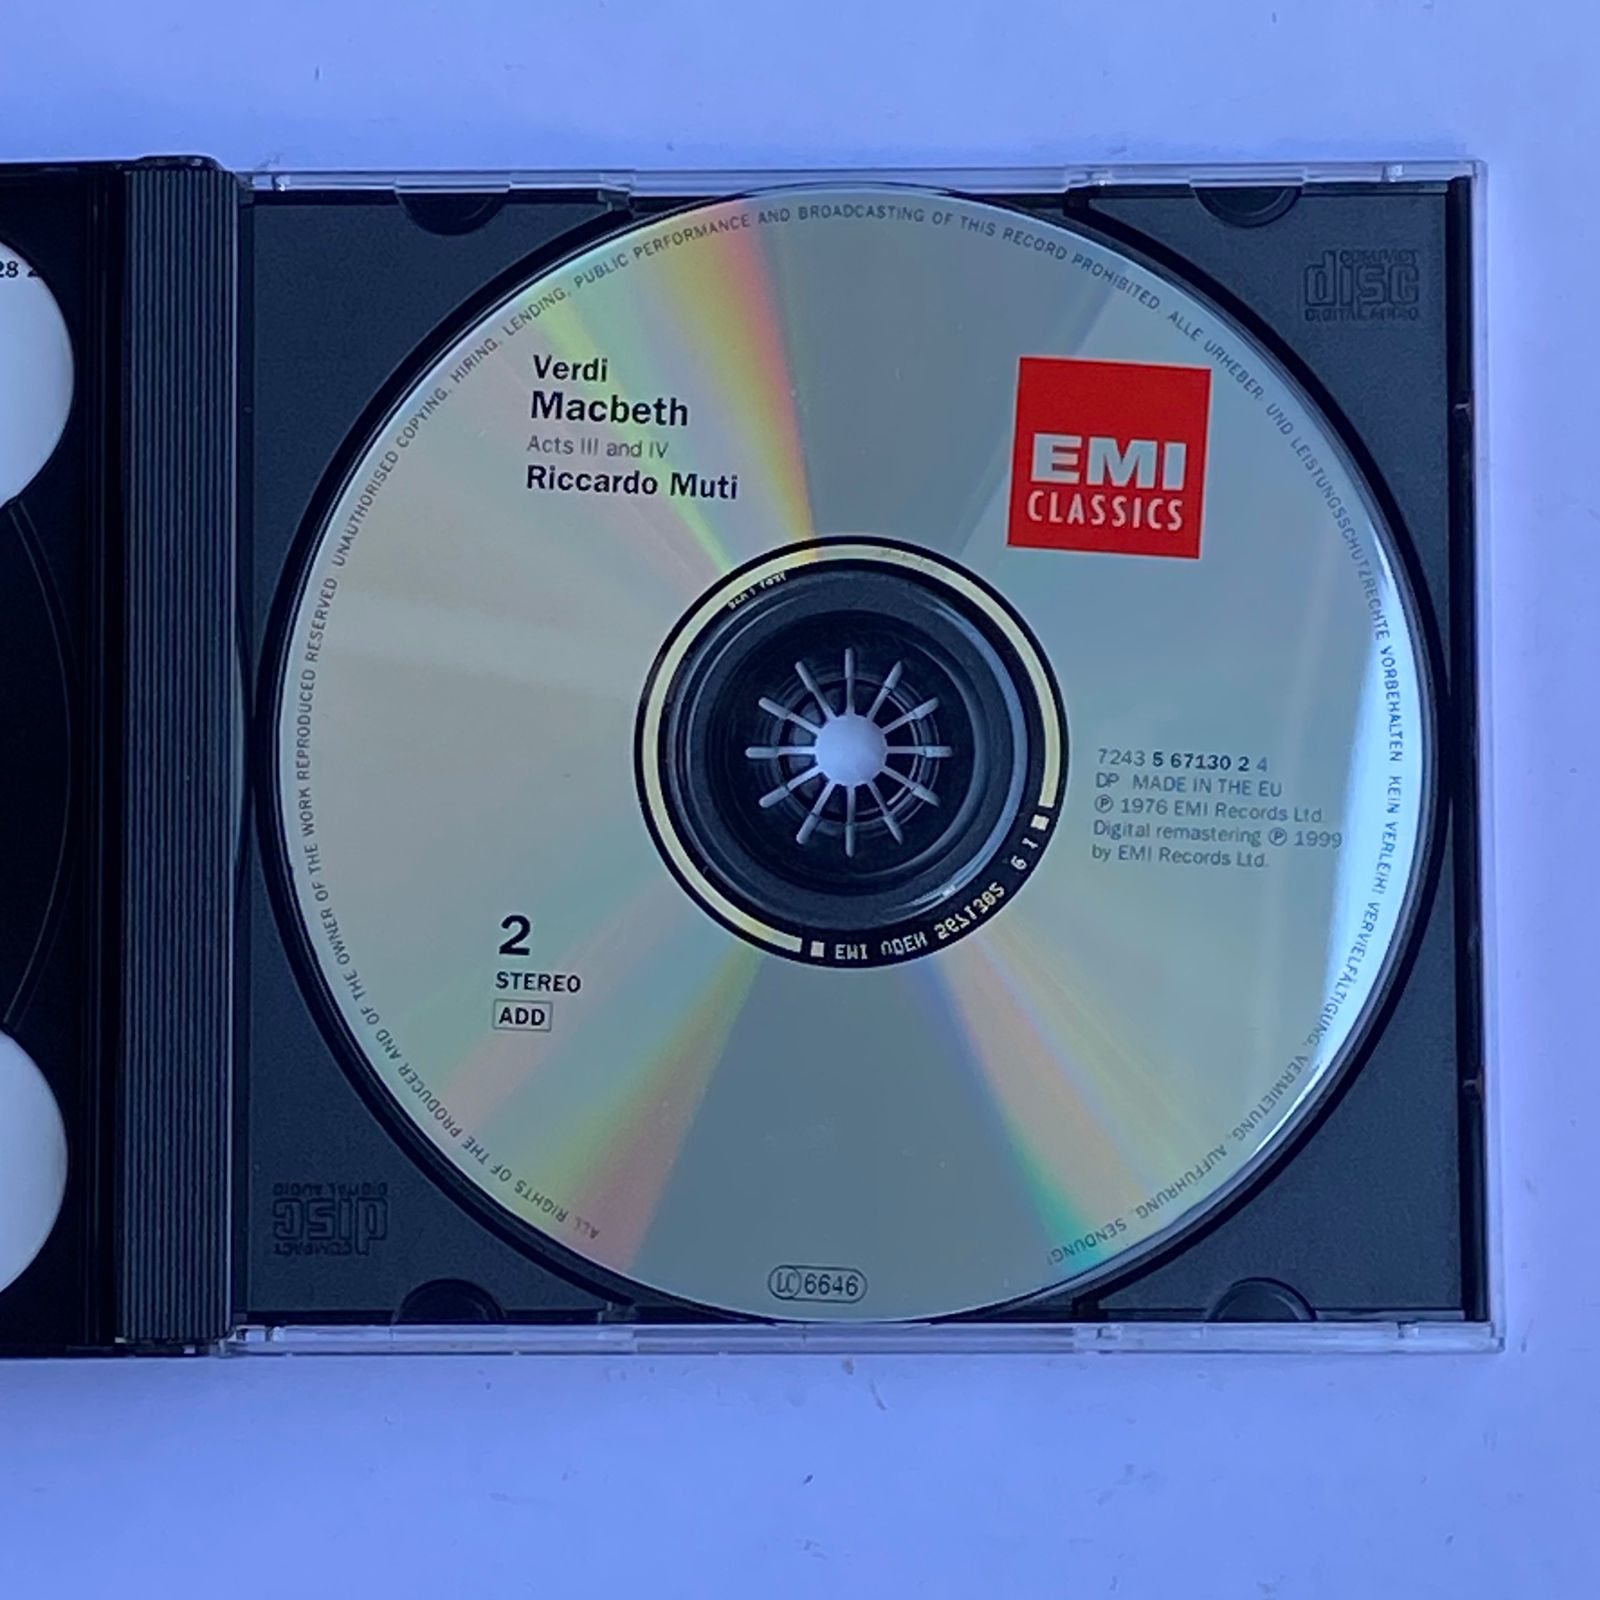 28
COMPACT
disc
DIGITAL AUDIO
Verdi
Macbeth
Acts III and IV
Riccardo Muti
EMI
CLASSICS
7243 5 67130 2 4
DP MADE IN THE EU
℗ 1976 EMI Records Ltd.
Digital remastering ℗ 1999
by EMI Records Ltd.
2
STEREO
ADD
LC 6646
ALL RIGHTS OF THE PRODUCER AND OF THE OWNER OF THE WORK REPRODUCED RESERVED. UNAUTHORISED COPYING, HIRING, LENDING, PUBLIC PERFORMANCE AND BROADCASTING OF THIS RECORD PROHIBITED. ALLE URHEBER- UND LEISTUNGSSCHUTZRECHTE VORBEHALTEN. KEIN VERLEIH! VERVIELFÄLTIGUNG, VERMIETUNG, AUFFÜHRUNG, SENDUNG!
EMI UDEN 5671305 @ 1
COMPACT
disc
DIGITAL AUDIO